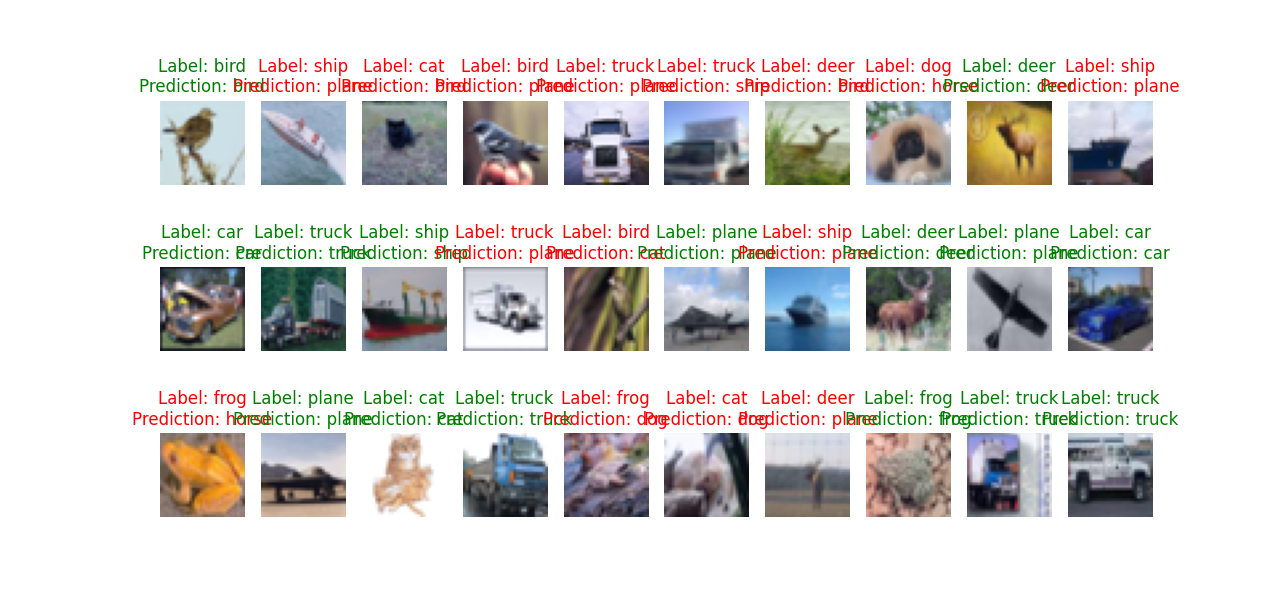 Label: bird Label: ship Label: cat Label: bird Label: truck Label: truck Label: deer Label: dog Label: deer Label: ship
Prediction: bird Prediction: plane Prediction: bird Prediction: plane Prediction: plane Prediction: ship Prediction: bird Prediction: horse Prediction: deer Prediction: plane
Label: car Label: truck Label: ship Label: truck Label: bird Label: plane Label: ship Label: deer Label: plane Label: car
Prediction: car Prediction: truck Prediction: ship Prediction: plane Prediction: cat Prediction: plane Prediction: plane Prediction: deer Prediction: plane Prediction: car
Label: frog Label: plane Label: cat Label: truck Label: frog Label: cat Label: deer Label: frog Label: truck Label: truck
Prediction: horse Prediction: plane Prediction: cat Prediction: truck Prediction: dog Prediction: dog Prediction: plane Prediction: frog Prediction: truck Prediction: truck